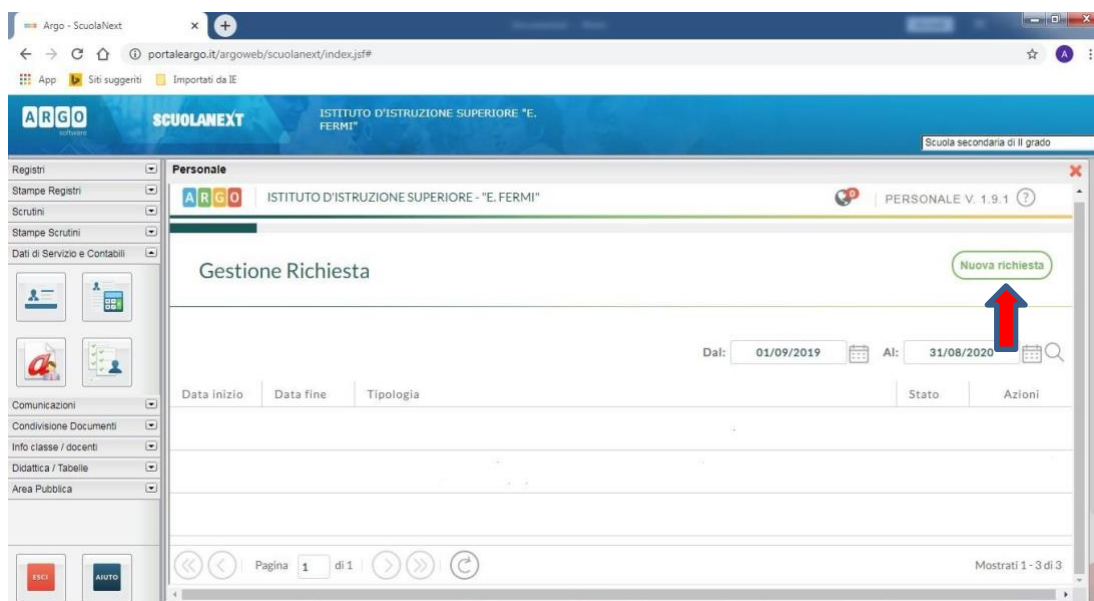 Argo - ScuolaNext
portaleargo.it/argoweb/scuolanext/index.jsf#
A
App Siti suggeriti Importati da IE
ARGO software SCUOLANEXT ISTITUTO D'ISTRUZIONE SUPERIORE "E.
FERMI"
Scuola secondaria di II grado
Registri
Stampe Registri
Scrutini
Stampe Scrutini
Dati di Servizio e Contabili
Comunicazioni
Condivisione Documenti
Info classe / docenti
Didattica / Tabelle
Area Pubblica
ESCI AIUTO
Personale
ARGO ISTITUTO D'ISTRUZIONE SUPERIORE - "E. FERMI" 0 PERSONALE V. 1.9.1 ?
Gestione Richiesta Nuova richiesta
Dal: 01/09/2019 Al: 31/08/2020
Data inizio Data fine Tipologia Stato Azioni
Pagina 1 di 1 Mostrati 1 - 3 di 3